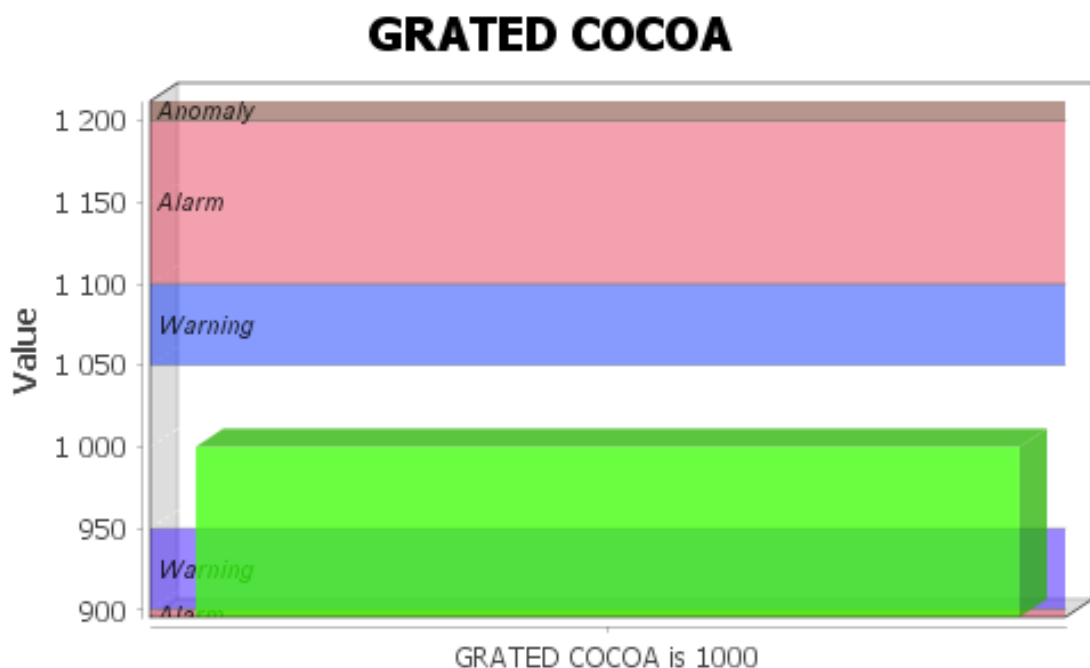 GRATED COCOA
Value
1 200
Anomaly
1 150
Alarm
1 100
Warning
1 050
1 000
950
Warning
900
Alarm
GRATED COCOA is 1000